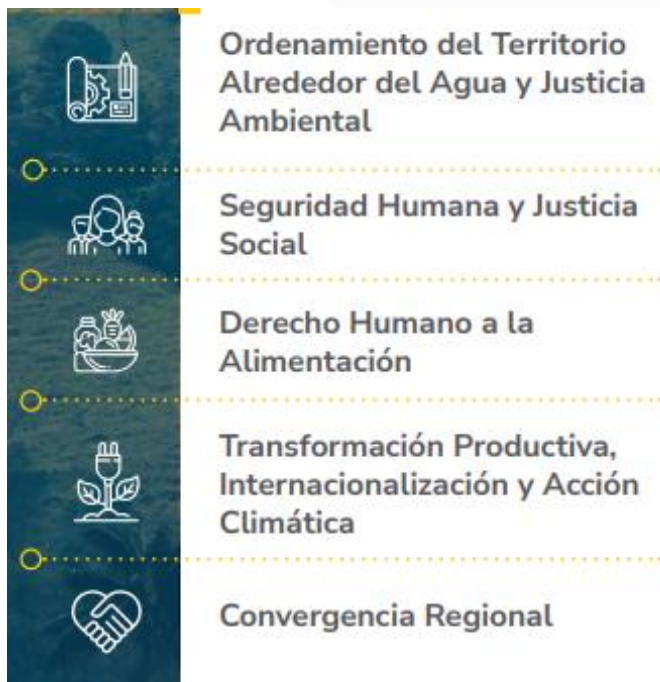 Ordenamiento del Territorio
Alrededor del Agua y Justicia
Ambiental
Seguridad Humana y Justicia
Social
Derecho Humano a la
Alimentación
Transformación Productiva,
Internacionalización y Acción
Climática
Convergencia Regional